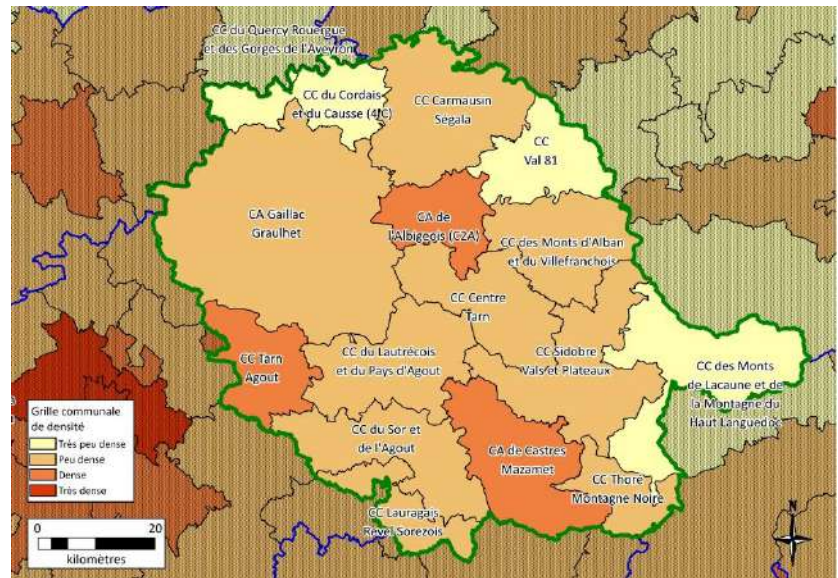 CC du Quercy Rouergue
et des Gorges de l'Aveyron
CC du Cordais
et du Causse (4C)
CC Carmausin
Ségala
CC
Val 81
CA Gaillac
Graulhet
CA de
l'Albigeois (C2A)
CC des Monts d'Alban
et du Villefranchois
CC Centre
Tarn
CC Tarn
Agout
CC du Lautrécois
et du Pays d'Agout
CC Sidobre
Vals et Plateaux
CC des Monts
de Lacaune et de
la Montagne du
Haut Languedoc
CC du Sor et
de l'Agout
CA de Castres
Mazamet
CC Thoré
Montagne Noire
CC Lauragais
Revel Sorezois
Grille communale
de densité
Très peu dense
Peu dense
Dense
Très dense
0 20
kilomètres
N